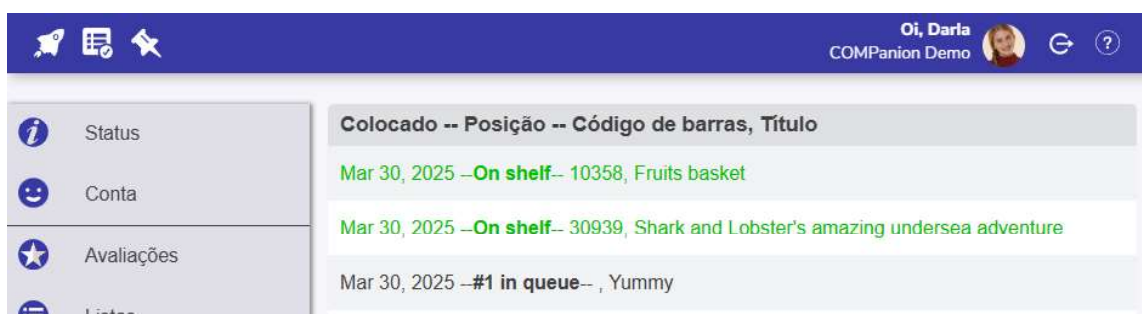 Oi, Darla
COMPanion Demo
Status
Conta
Avaliações
Colocado -- Posição -- Código de barras, Título
Mar 30, 2025 --On shelf-- 10358, Fruits basket
Mar 30, 2025 --On shelf-- 30939, Shark and Lobster's amazing undersea adventure
Mar 30, 2025 --#1 in queue-- , Yummy